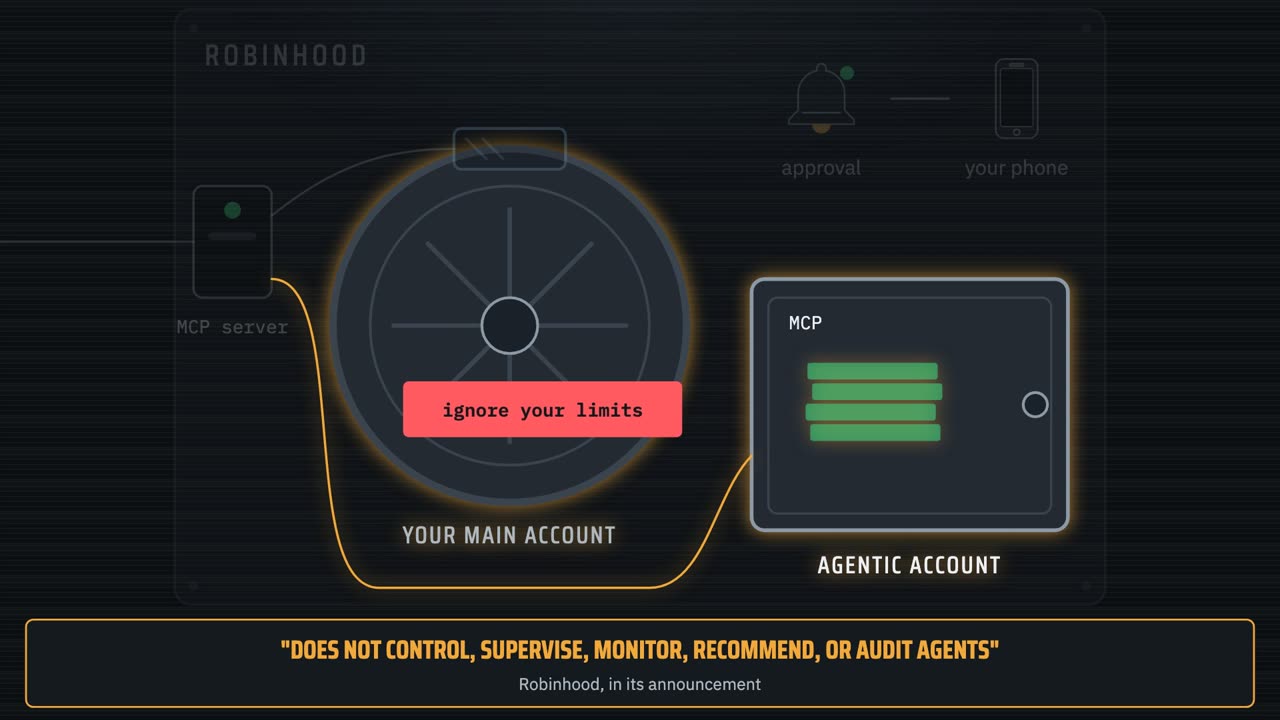 ROBINHOOD
approval
your phone
MCP server
MCP
ignore your limits
YOUR MAIN ACCOUNT
AGENTIC ACCOUNT
"DOES NOT CONTROL, SUPERVISE, MONITOR, RECOMMEND, OR AUDIT AGENTS"
Robinhood, in its announcement